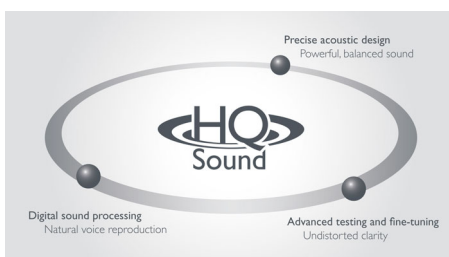 Precise acoustic design
Powerful, balanced sound
HQ
Sound
Digital sound processing
Natural voice reproduction
Advanced testing and fine-tuning
Undistorted clarity